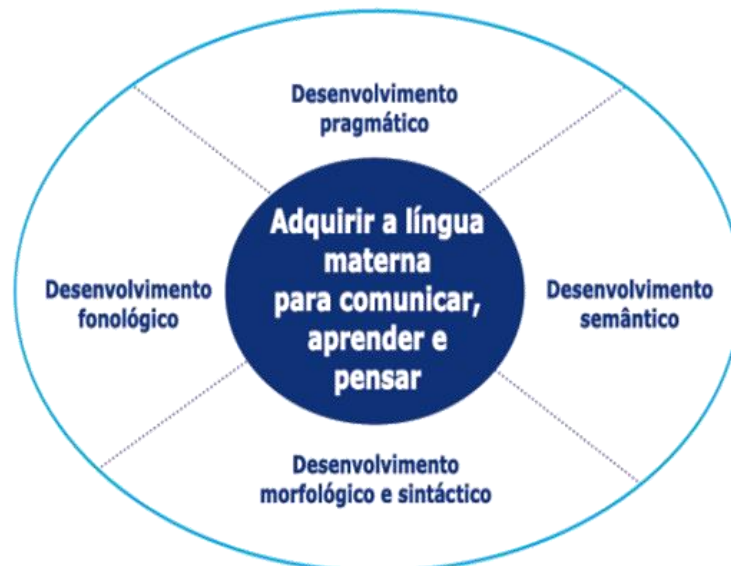 Desenvolvimento
pragmático
Adquirir a língua
materna
para comunicar,
aprender e
pensar
Desenvolvimento
fonológico
Desenvolvimento
semântico
Desenvolvimento
morfológico e sintáctico